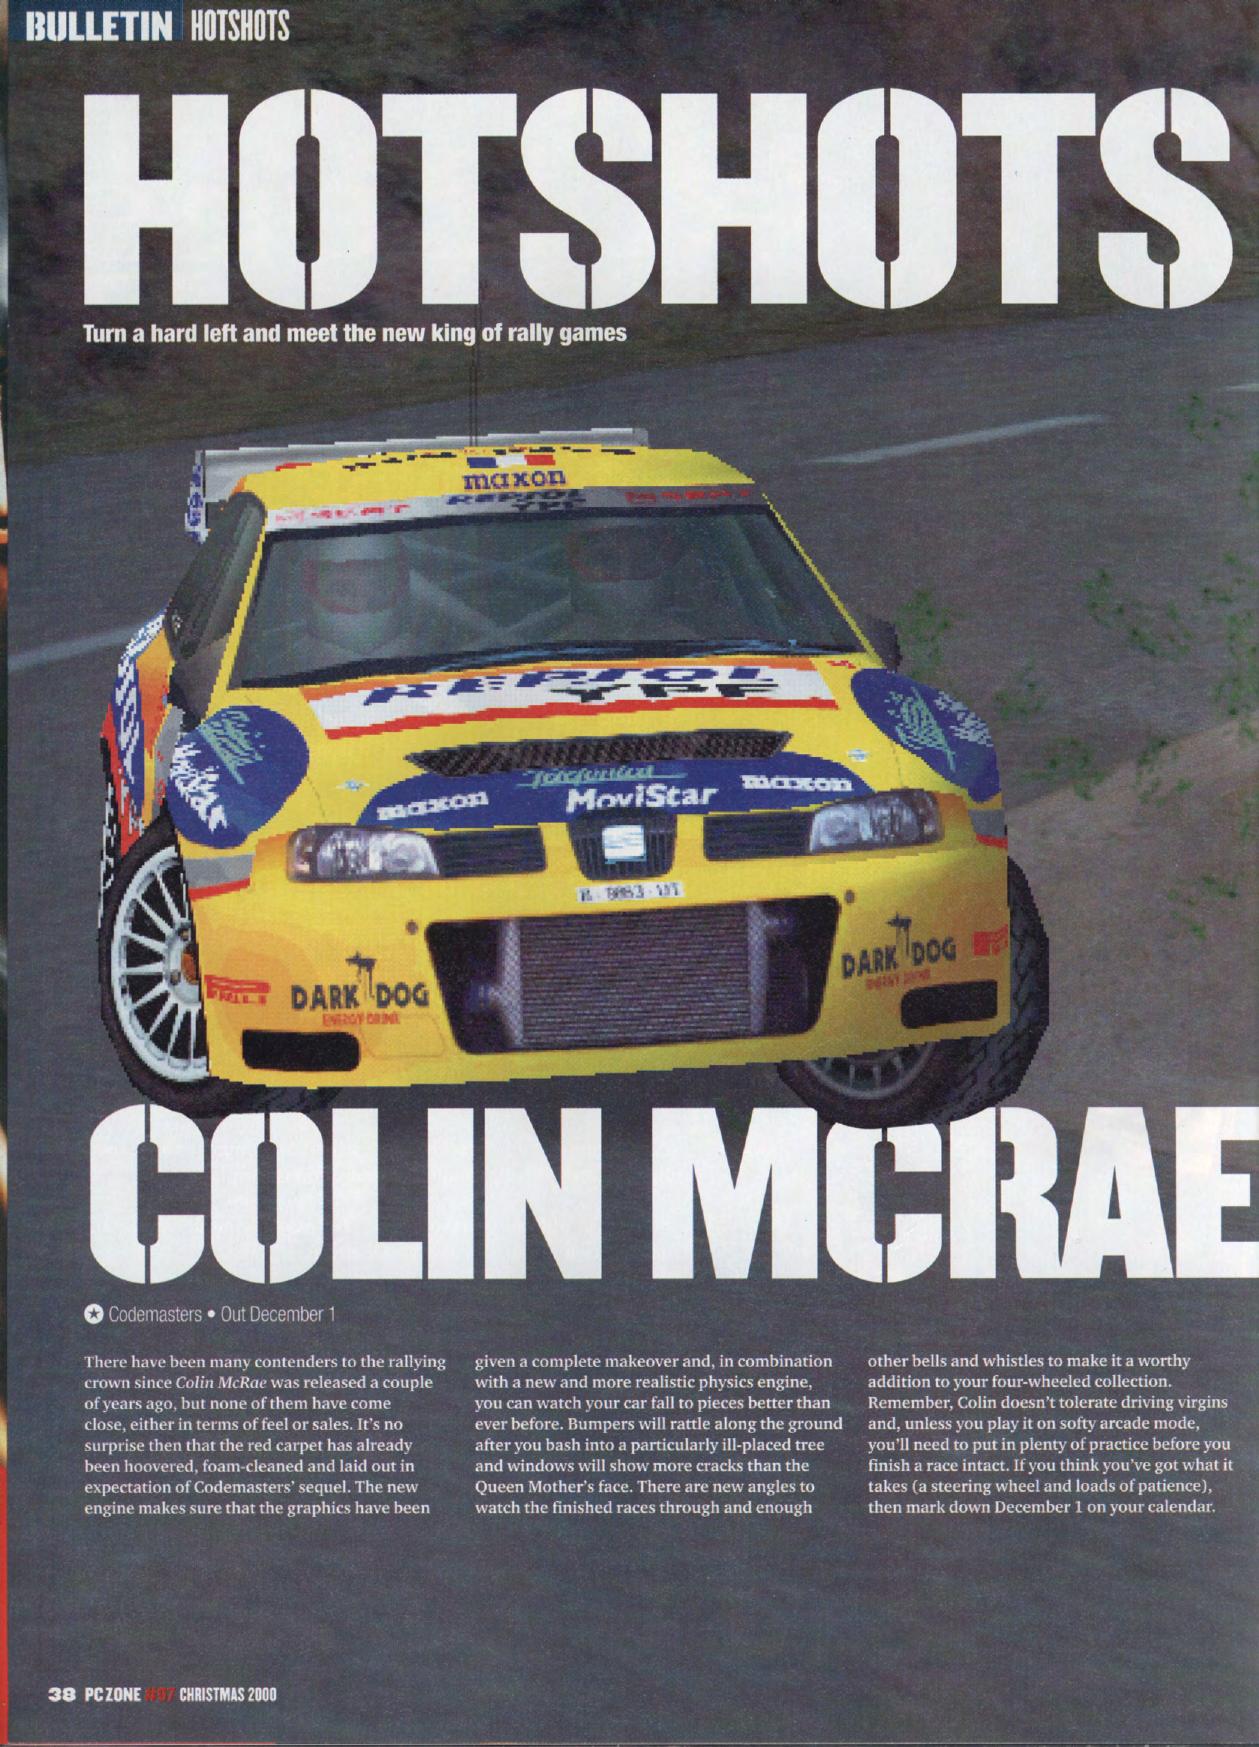 BULLETIN HOTSHOTS
HOTSHOTS
Turn a hard left and meet the new king of rally games
maxon
REPSOL
YPF
REPSOL
YPF
Telefonica
maxon MoviStar maxon
DARK DOG
ENERGY DRINK
DARK DOG
ENERGY DRINK
PIRELLI
COLIN MCRAE
Codemasters • Out December 1
There have been many contenders to the rallying
crown since Colin McRae was released a couple
of years ago, but none of them have come
close, either in terms of feel or sales. It's no
surprise then that the red carpet has already
been hoovered, foam-cleaned and laid out in
expectation of Codemasters' sequel. The new
engine makes sure that the graphics have been
given a complete makeover and, in combination
with a new and more realistic physics engine,
you can watch your car fall to pieces better than
ever before. Bumpers will rattle along the ground
after you bash into a particularly ill-placed tree
and windows will show more cracks than the
Queen Mother's face. There are new angles to
watch the finished races through and enough
other bells and whistles to make it a worthy
addition to your four-wheeled collection.
Remember, Colin doesn't tolerate driving virgins
and, unless you play it on softy arcade mode,
you'll need to put in plenty of practice before you
finish a race intact. If you think you've got what it
takes (a steering wheel and loads of patience),
then mark down December 1 on your calendar.
38 PC ZONE #97 CHRISTMAS 2000